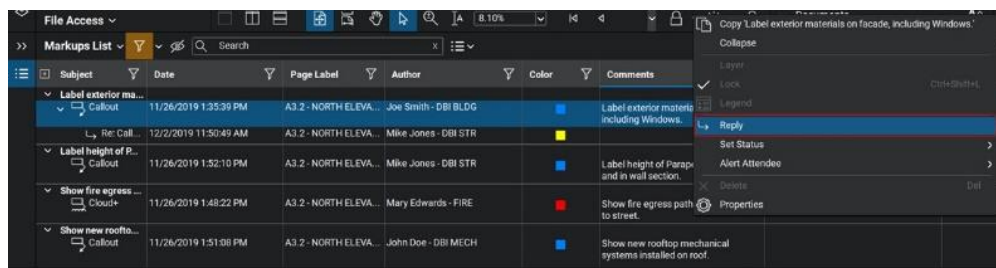 File Access
8.10%
Copy 'Label exterior materials on facade, including Windows.'
Collapse
Layer
Lock Ctrl+Shift+L
Legend
Reply
Set Status
Alert Attendee
Delete Del
Properties
Markups List Search x
Subject Date Page Label Author Color Comments
Label exterior ma...
Callout 11/26/2019 1:35:39 PM A3.2 - NORTH ELEVA... Joe Smith - DBI BLDG Label exterior materia
including Windows.
Re: Call... 12/2/2019 11:50:49 AM A3.2 - NORTH ELEVA... Mike Jones - DBI STR
Label height of P...
Callout 11/26/2019 1:52:10 PM A3.2 - NORTH ELEVA... Mike Jones - DBI STR Label height of Parap
and in wall section.
Show fire egress ...
Cloud+ 11/26/2019 1:48:22 PM A3.2 - NORTH ELEVA... Mary Edwards - FIRE Show fire egress path
to street.
Show new roofto...
Callout 11/26/2019 1:51:08 PM A3.2 - NORTH ELEVA... John Doe - DBI MECH Show new rooftop mechanical
systems installed on roof.